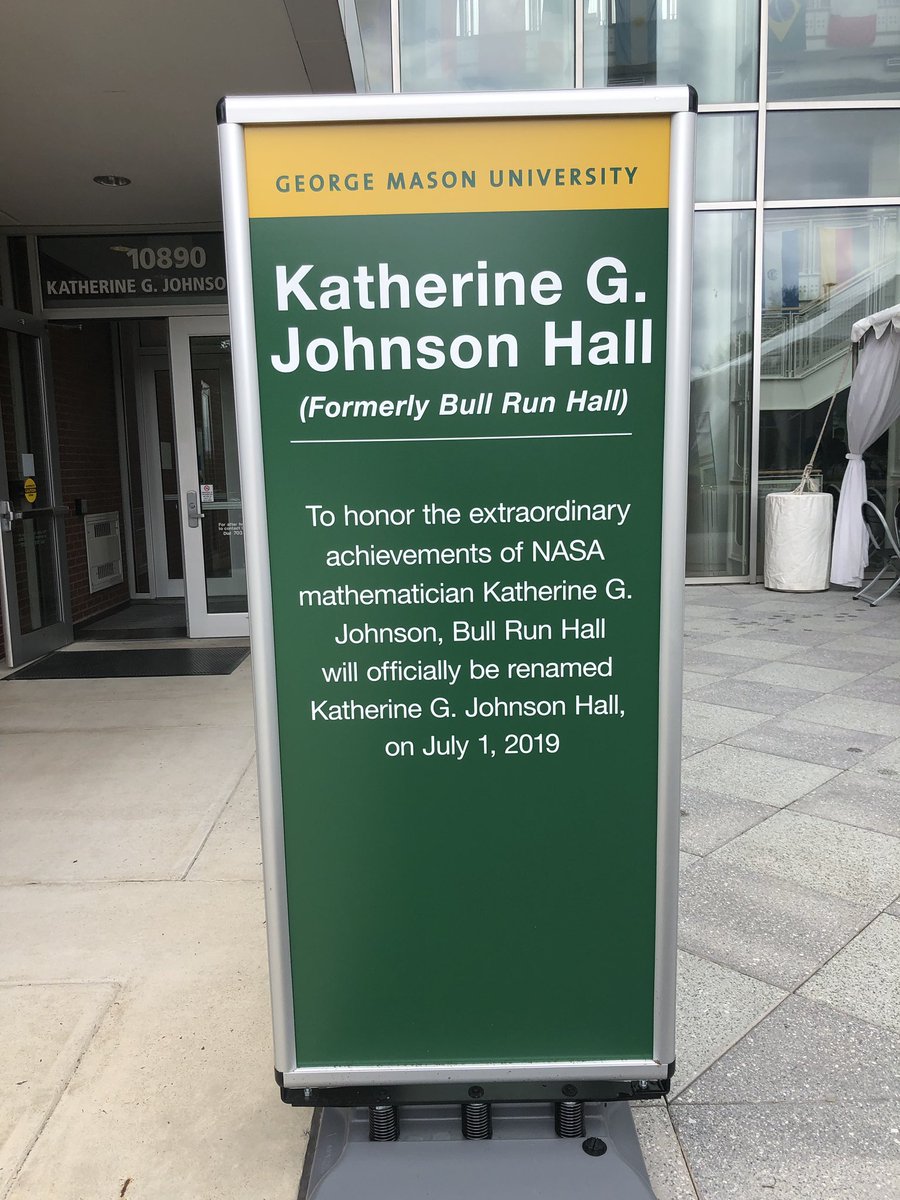 GEORGE MASON UNIVERSITY
Katherine G.
Johnson Hall
(Formerly Bull Run Hall)
To honor the extraordinary
achievements of NASA
mathematician Katherine G.
Johnson, Bull Run Hall
will officially be renamed
Katherine G. Johnson Hall,
on July 1, 2019
10890
KATHERINE G. JOHNSO